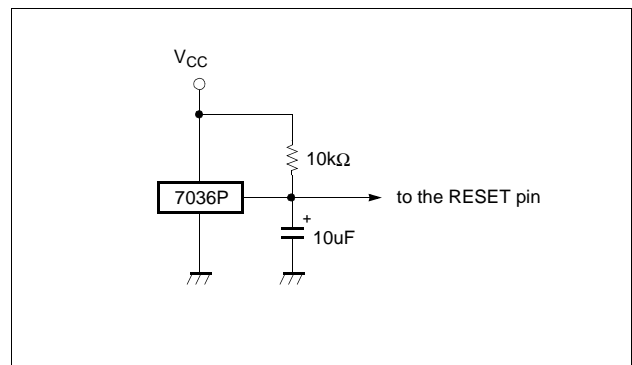 VCC
10kΩ
7036P
to the RESET pin
+
10uF